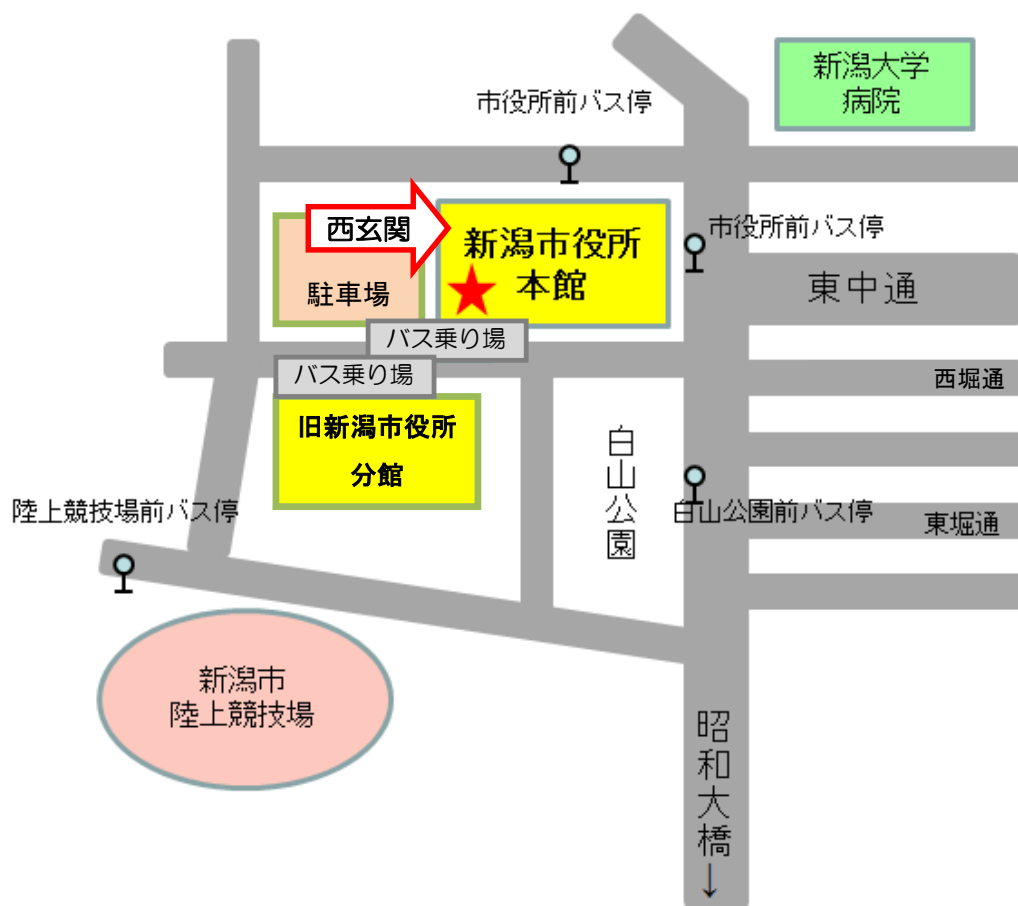 新潟大学
病院
市役所前バス停
西玄関
新潟市役所
本館
市役所前バス停
駐車場
東中通
バス乗り場
バス乗り場
西堀通
旧新潟市役所
分館
白山公園
陸上競技場前バス停
白山公園前バス停
東堀通
新潟市
陸上競技場
昭和大橋
↓